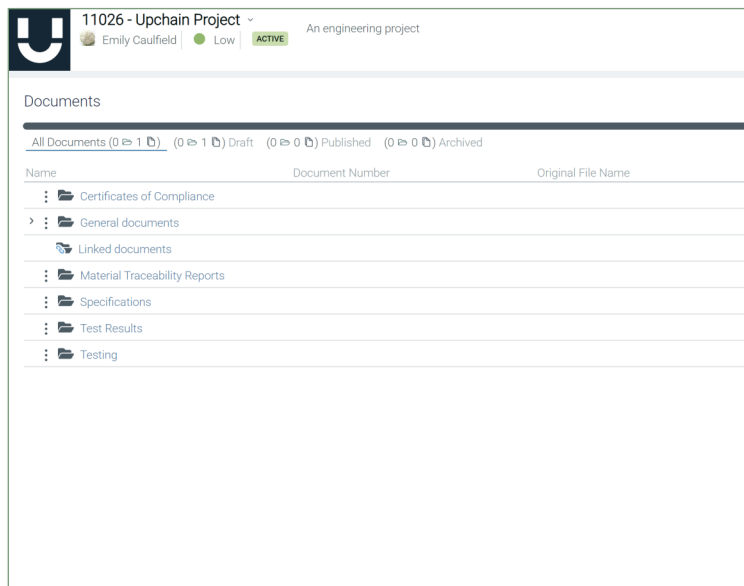 11026 - Upchain Project
Emily Caulfield Low ACTIVE An engineering project
Documents
All Documents (0 1) (0 1) Draft (0 0) Published (0 0) Archived
Name Document Number Original File Name
Certificates of Compliance
General documents
Linked documents
Material Traceability Reports
Specifications
Test Results
Testing